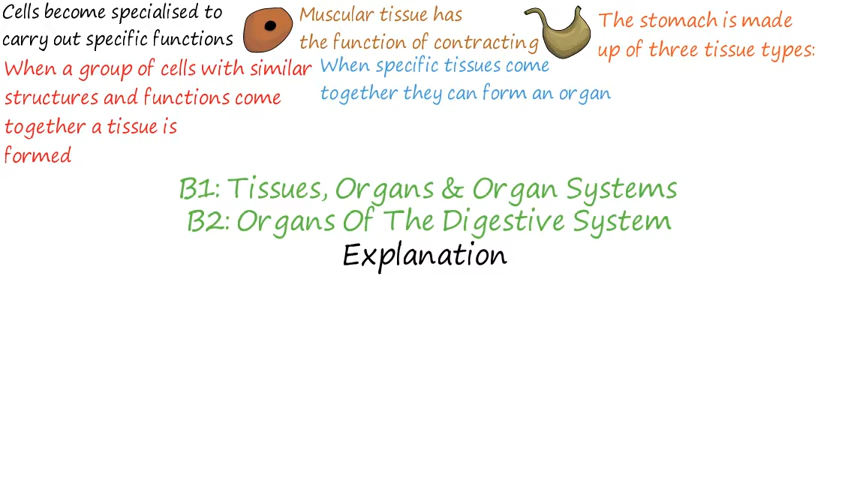 Cells become specialised to
carry out specific functions
When a group of cells with similar
structures and functions come
together a tissue is
formed
Muscular tissue has
the function of contracting
When specific tissues come
together they can form an organ
The stomach is made
up of three tissue types:
B1: Tissues, Organs & Organ Systems
B2: Organs Of The Digestive System
Explanation